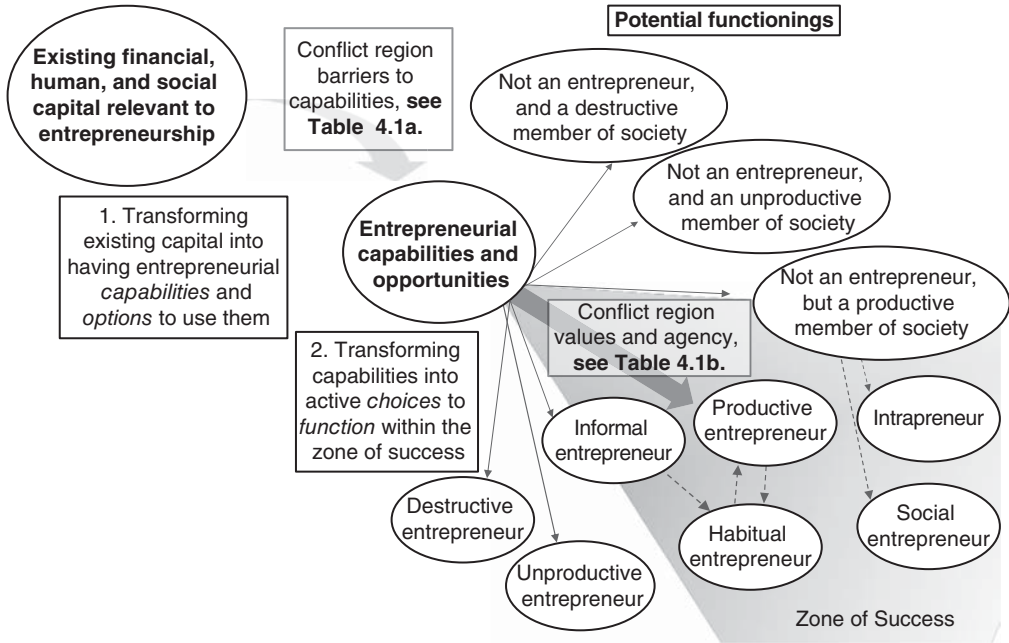 Potential functionings
Existing financial,
human, and social
capital relevant to
entrepreneurship
Conflict region
barriers to
capabilities, see
Table 4.1a.
Not an entrepreneur,
and a destructive
member of society
Not an entrepreneur,
and an unproductive
member of society
1. Transforming
existing capital into
having entrepreneurial
capabilities and
options to use them
Entrepreneurial
capabilities and
opportunities
Not an entrepreneur,
but a productive
member of society
Conflict region
values and agency,
see Table 4.1b.
2. Transforming
capabilities into
active choices to
function within the
zone of success
Informal
entrepreneur
Productive
entrepreneur
Intrapreneur
Destructive
entrepreneur
Unproductive
entrepreneur
Habitual
entrepreneur
Social
entrepreneur
Zone of Success